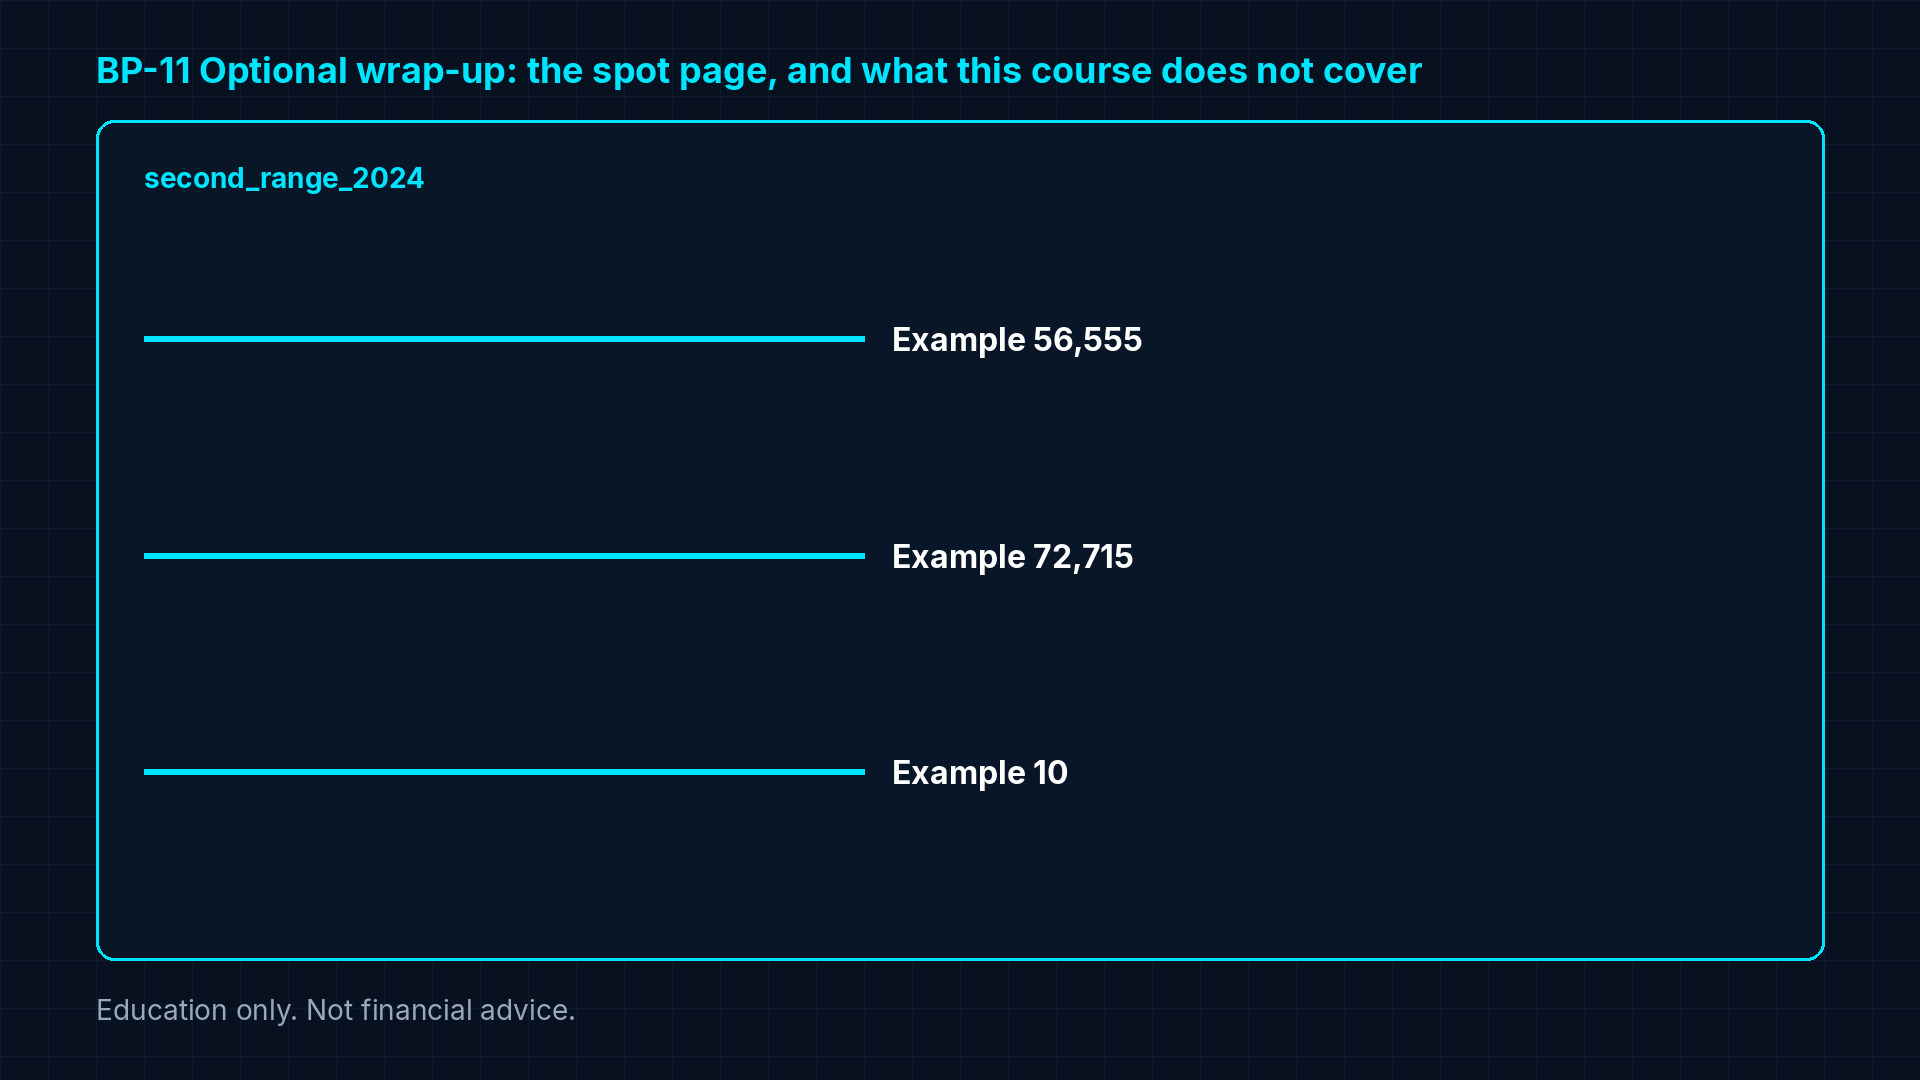 BP-11 Optional wrap-up: the spot page, and what this course does not cover
second_range_2024
Example 56,555
Example 72,715
Example 10
Education only. Not financial advice.